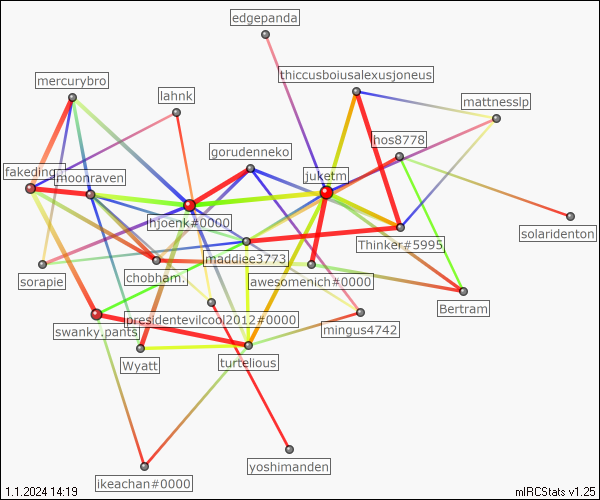 edgepanda
thiccusboiusalexusjoneus
mercurybro
lahnk
mattnesslp
hos8778
gorudenneko
fakeding
moonraven
juketm
hjoenk#0000
solaridenton
Thinker#5995
maddiee3773
sorapie
chobham.
awesomenich#0000
Bertram
presidentevilcool2012#0000
swanky.pants
mingus4742
Wyatt
turtelious
yoshimanden
ikeachan#0000
1.1.2024 14:19
mIRCStats v1.25